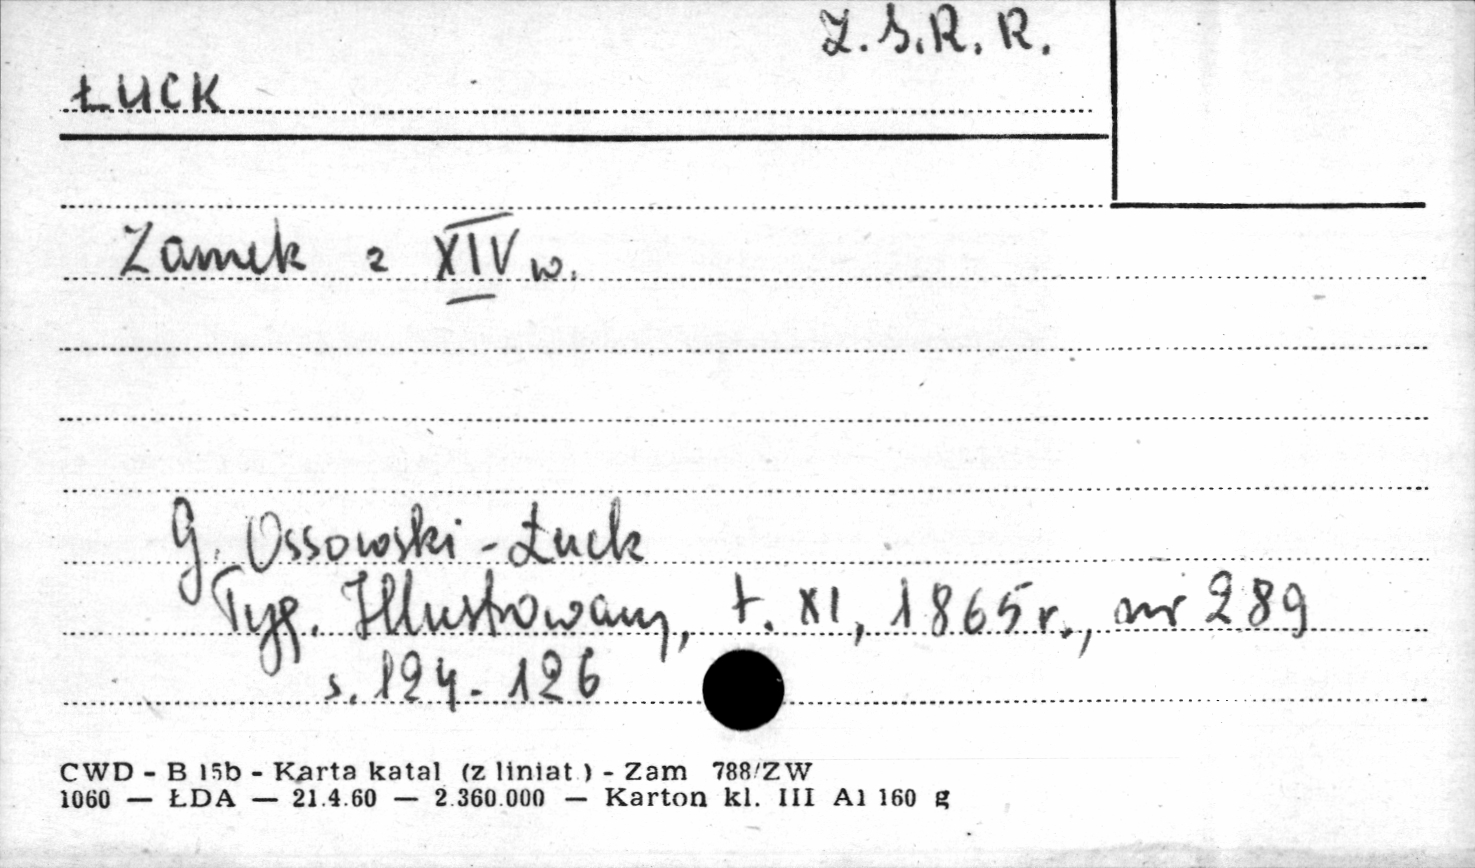 Z.S.R.R.
ŁUCK
Zamek z XIV w.
G. Ossowski - Łuck
Tyg. Illustrowany, t. XI, 1865 r., nr 289
s. 124-126
CWD - B 15b - Karta katal (z liniat.) - Zam 788/ZW
1060 — ŁDA — 21.4.60 — 2.360.000 — Karton kl. III A1 160 g